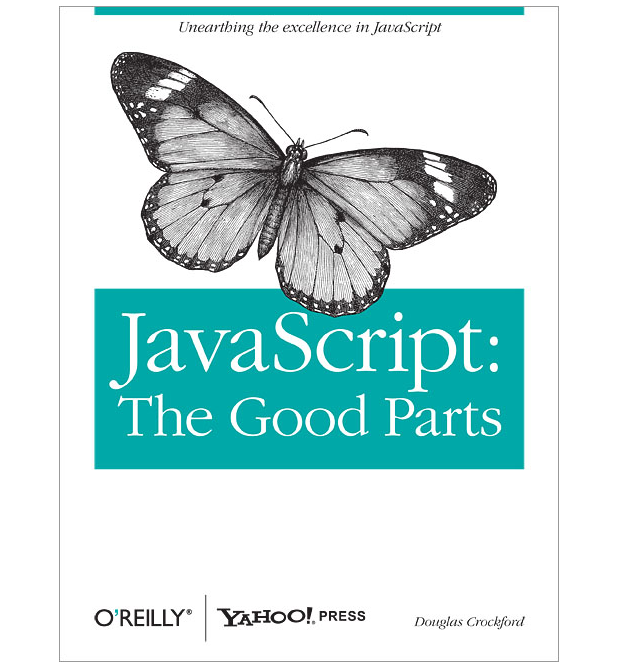 Unearthing the excellence in JavaScript
JavaScript:
The Good Parts
O'REILLY®
YAHOO!® PRESS
Douglas Crockford